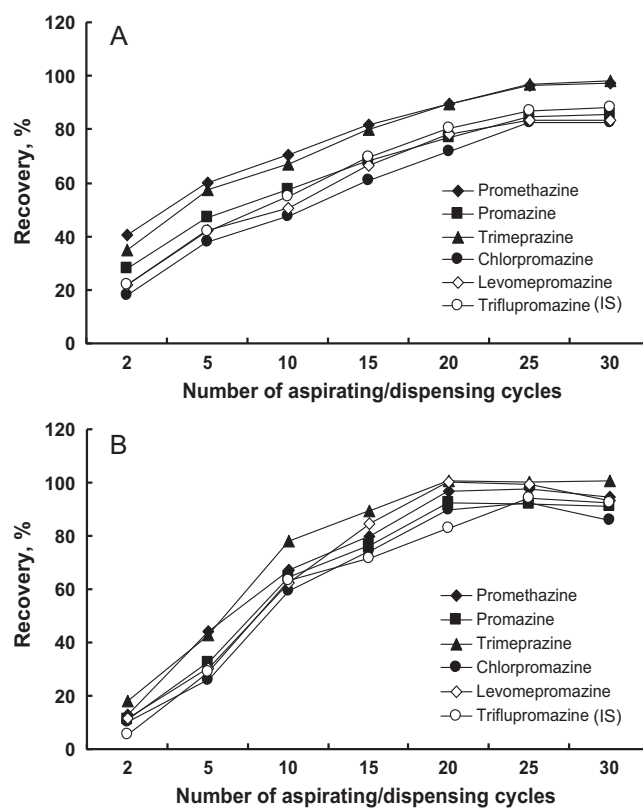 A
Recovery, %
120
100
80
60
40
20
0
Promethazine
Promazine
Trimeprazine
Chlorpromazine
Levomepromazine
Triflupromazine (IS)
2 5 10 15 20 25 30
Number of aspirating/dispensing cycles
B
Recovery, %
120
100
80
60
40
20
0
Promethazine
Promazine
Trimeprazine
Chlorpromazine
Levomepromazine
Triflupromazine (IS)
2 5 10 15 20 25 30
Number of aspirating/dispensing cycles